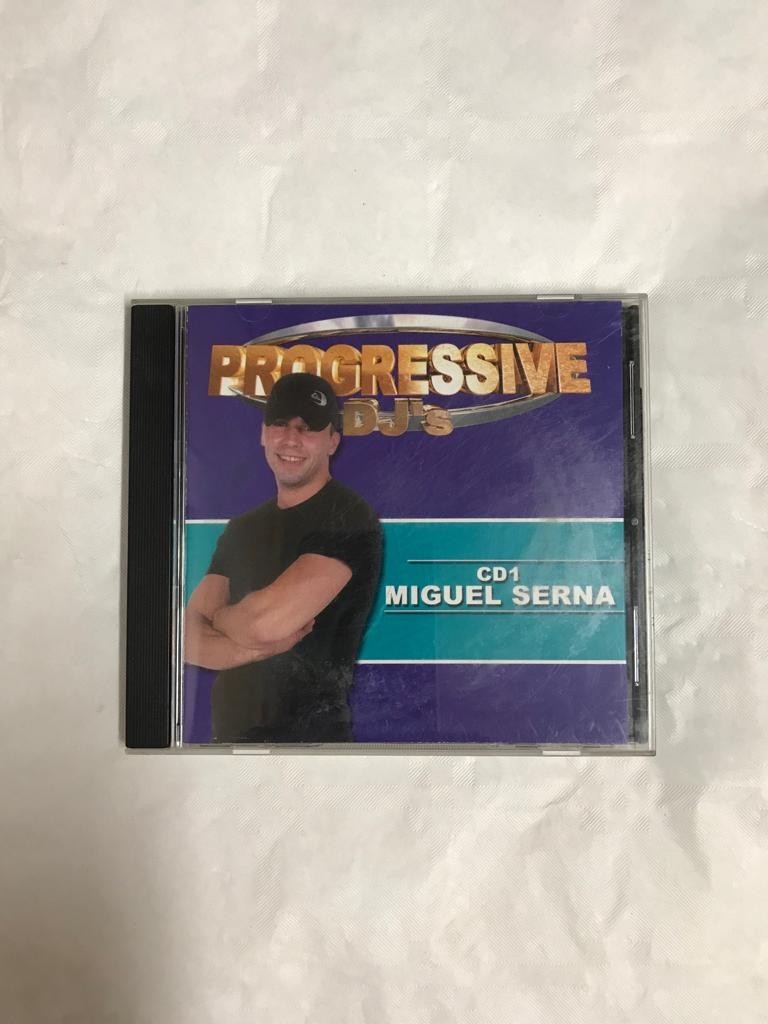 PROGRESSIVE
DJ's
CD1
MIGUEL SERNA